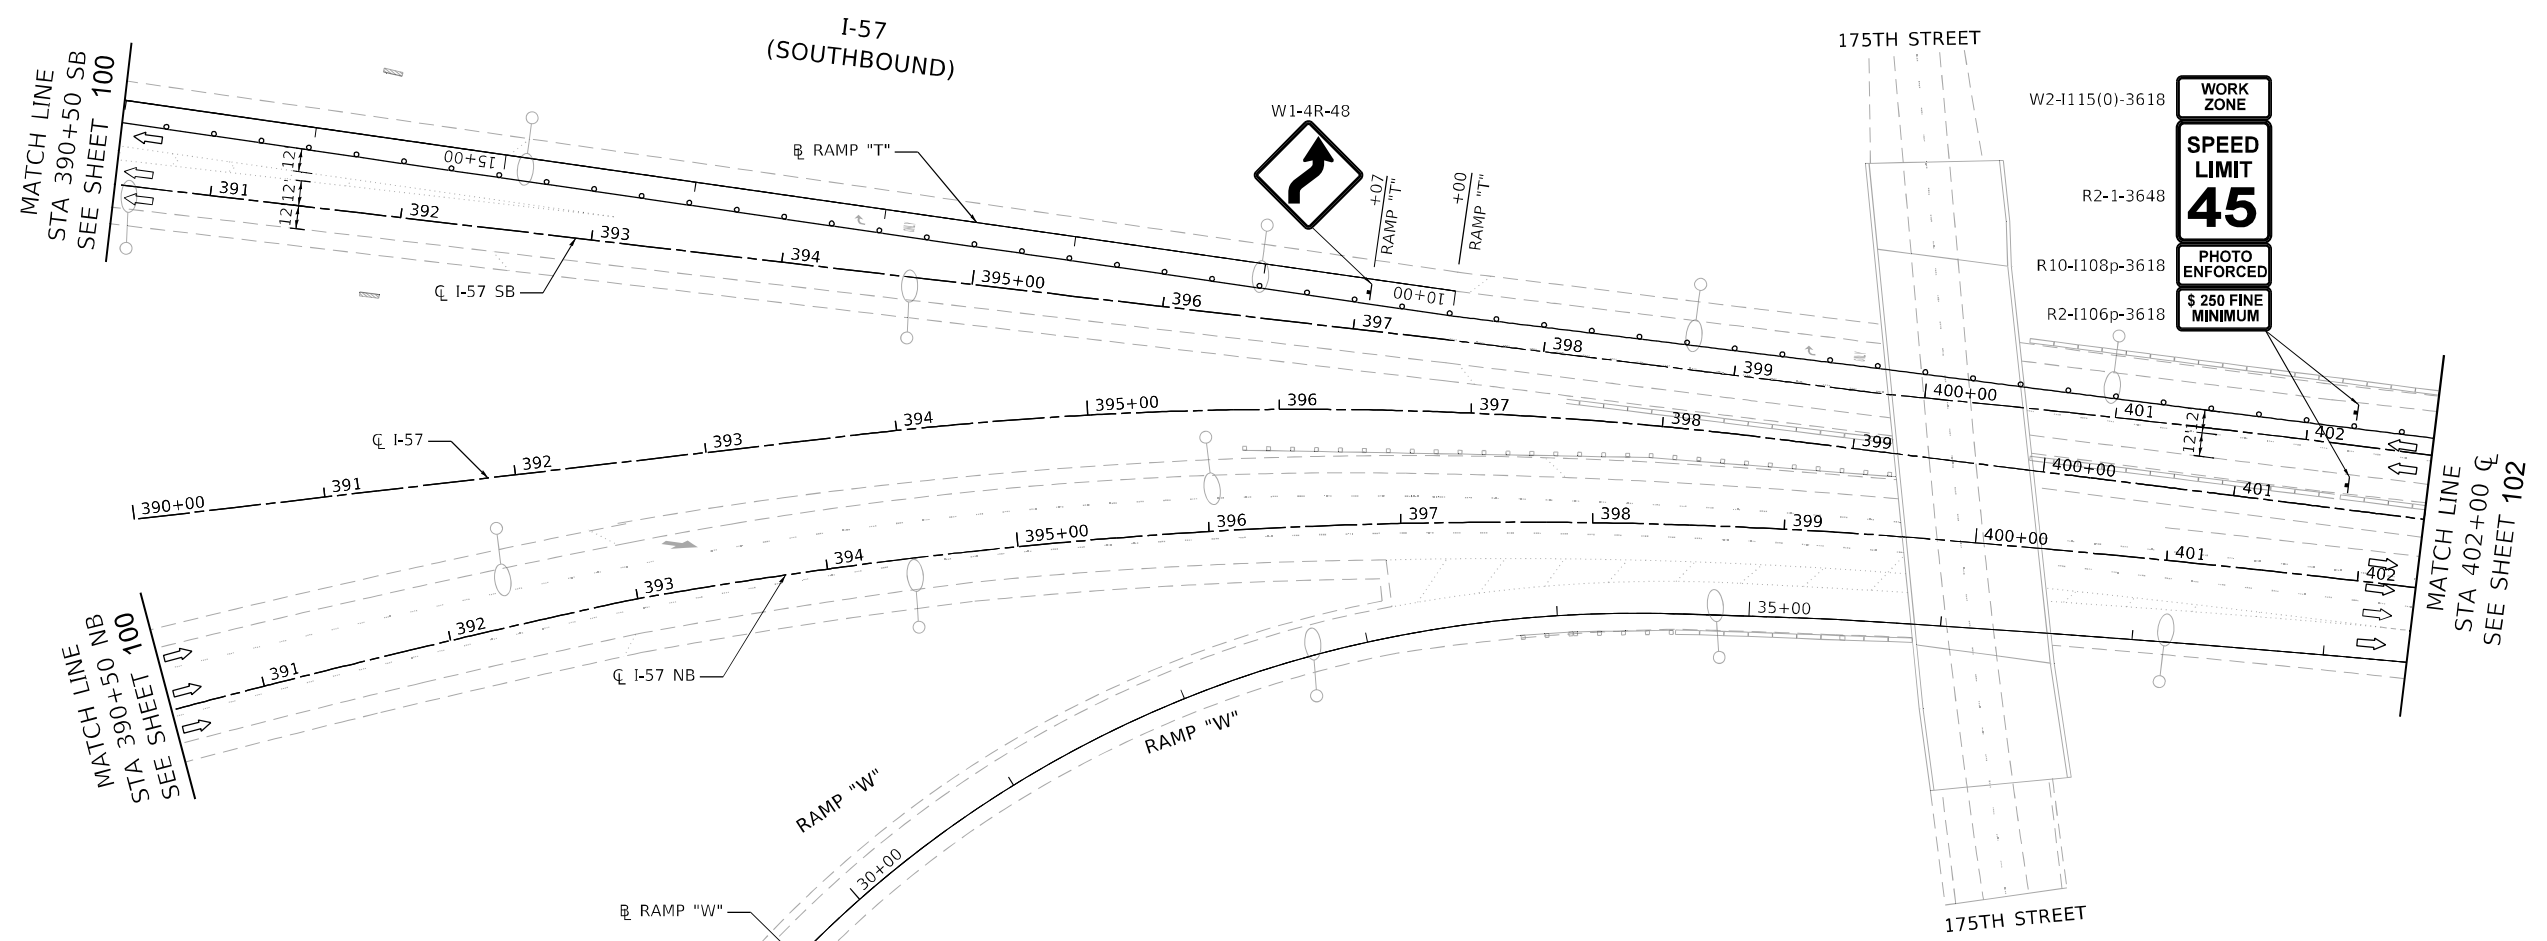 I-57
(SOUTHBOUND)
MATCH LINE
STA 390+50 SB
SEE SHEET 100
175TH STREET
W1-4R-48
W2-I115(0)-3618
WORK
ZONE
R2-1-3648
SPEED
LIMIT
45
R10-I108p-3618
PHOTO
ENFORCED
R2-I106p-3618
$ 250 FINE
MINIMUM
+07
RAMP "T"
+00
RAMP "T"
℄ RAMP "T"
15+00
10+00
12'
12'
12'
391
392
393
394
395+00
396
397
398
399
400+00
401
402
12'
12'
℄ I-57 SB
℄ I-57
390+00
391
392
393
394
395+00
396
397
398
399
400+00
401
MATCH LINE
STA 402+00 ℄
SEE SHEET 102
MATCH LINE
STA 390+50 NB
SEE SHEET 100
391
392
393
394
395+00
396
397
398
399
400+00
401
402
℄ I-57 NB
35+00
RAMP "W"
RAMP "W"
30+00
℄ RAMP "W"
175TH STREET